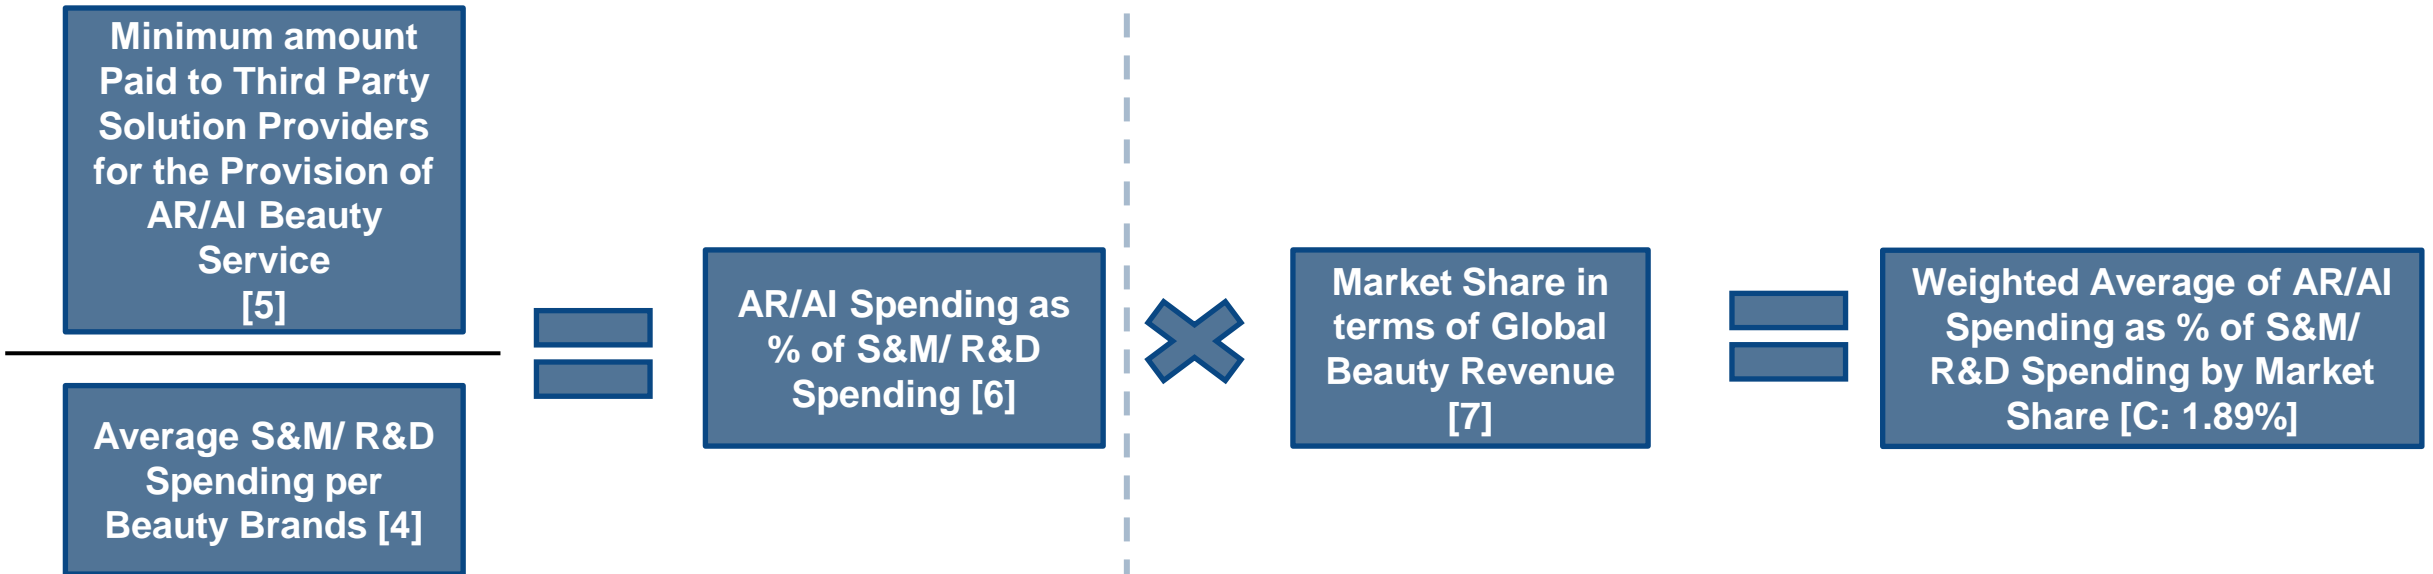 Minimum amount
Paid to Third Party
Solution Providers
for the Provision of
AR/AI Beauty
Service
[5]
Average S&M/ R&D
Spending per
Beauty Brands [4]
AR/AI Spending as
% of S&M/ R&D
Spending [6]
Market Share in
terms of Global
Beauty Revenue
[7]
Weighted Average of AR/AI
Spending as % of S&M/
R&D Spending by Market
Share [C: 1.89%]